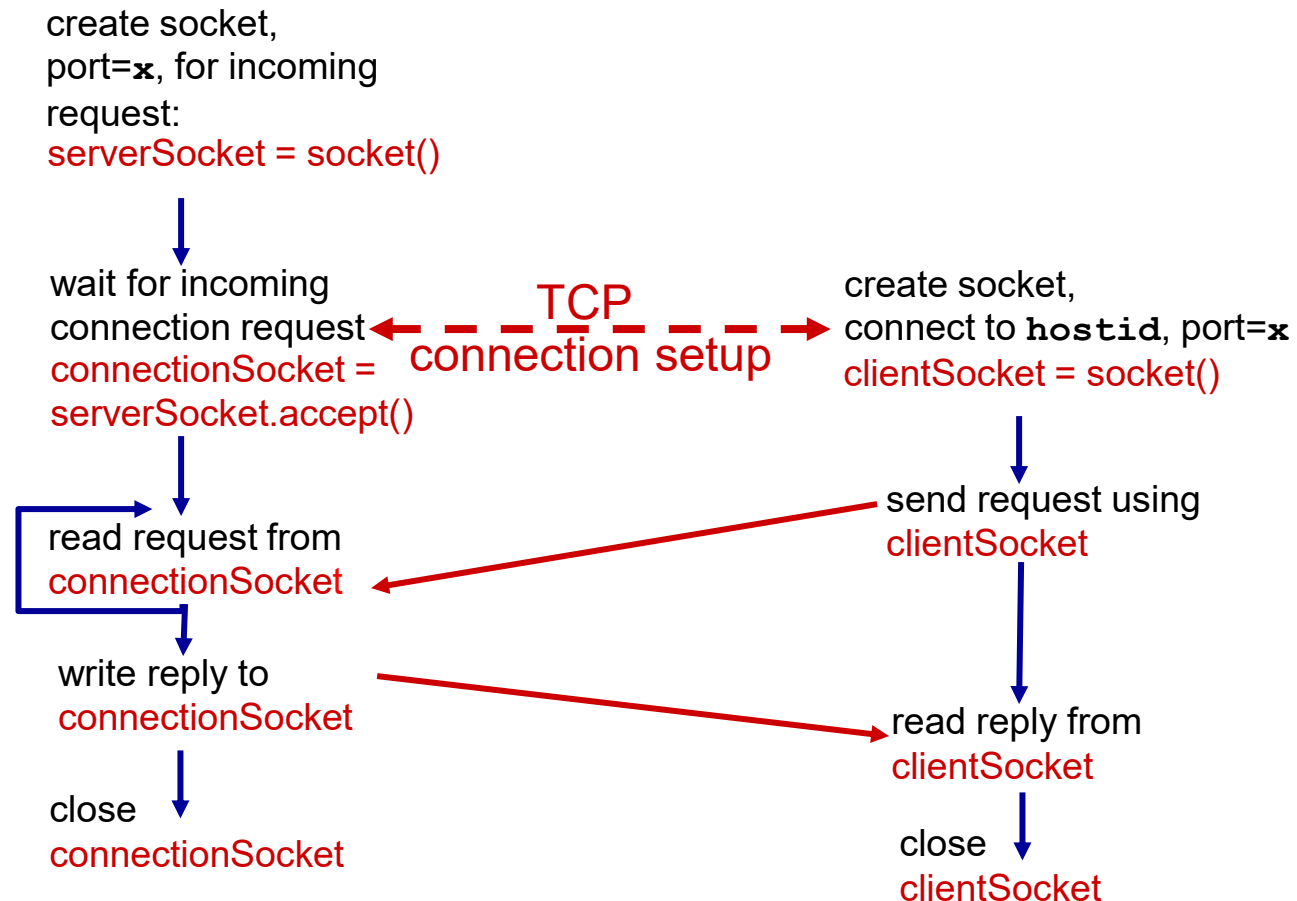 create socket,
port=x, for incoming
request:
serverSocket = socket()
wait for incoming
connection request
connectionSocket =
serverSocket.accept()
TCP
connection setup
create socket,
connect to hostid, port=x
clientSocket = socket()
send request using
clientSocket
read request from
connectionSocket
write reply to
connectionSocket
read reply from
clientSocket
close
connectionSocket
close
clientSocket